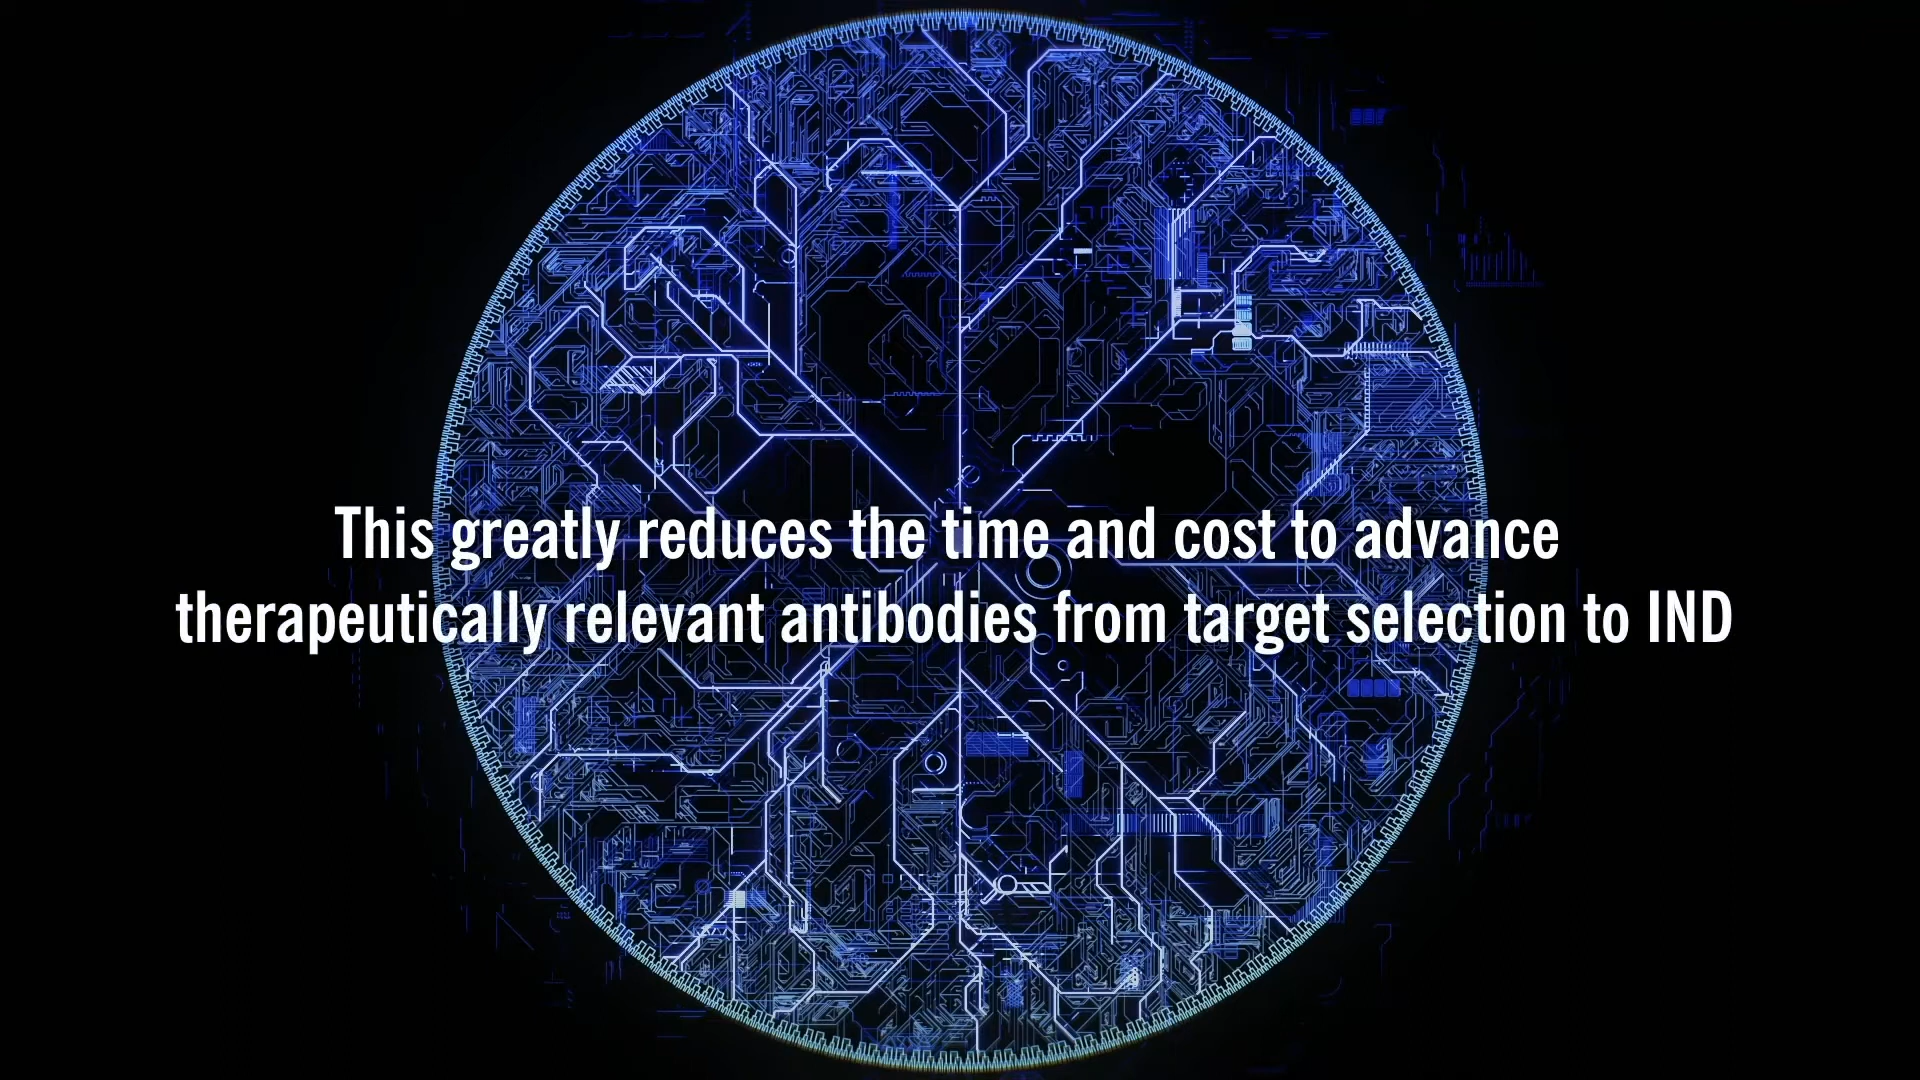 This greatly reduces the time and cost to advance
therapeutically relevant antibodies from target selection to IND